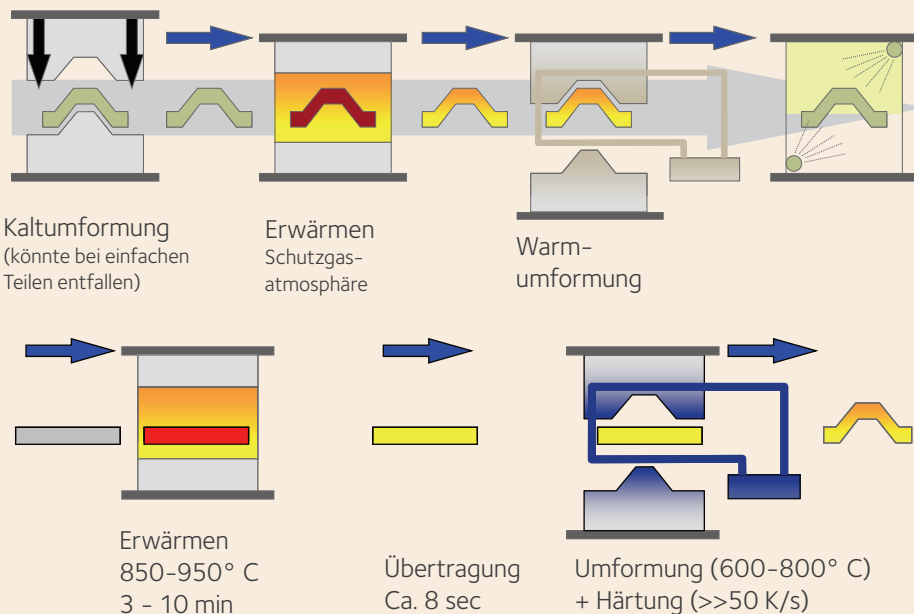 Kaltumformung
(könnte bei einfachen
Teilen entfallen)
Erwärmen
Schutzgas-
atmosphäre
Warm-
umformung
Erwärmen
850-950° C
3 - 10 min
Übertragung
Ca. 8 sec
Umformung (600-800° C)
+ Härtung (>>50 K/s)